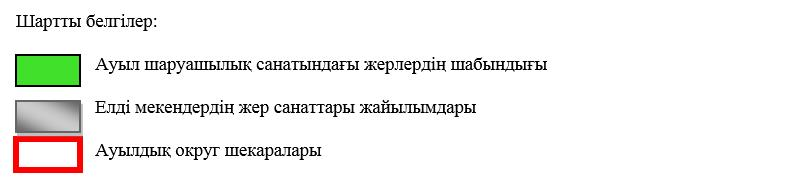 Шартты белгілер:
Ауыл шаруашылық санатындағы жерлердің шабындығы
Елді мекендердің жер санаттары жайылымдары
Ауылдық округ шекаралары